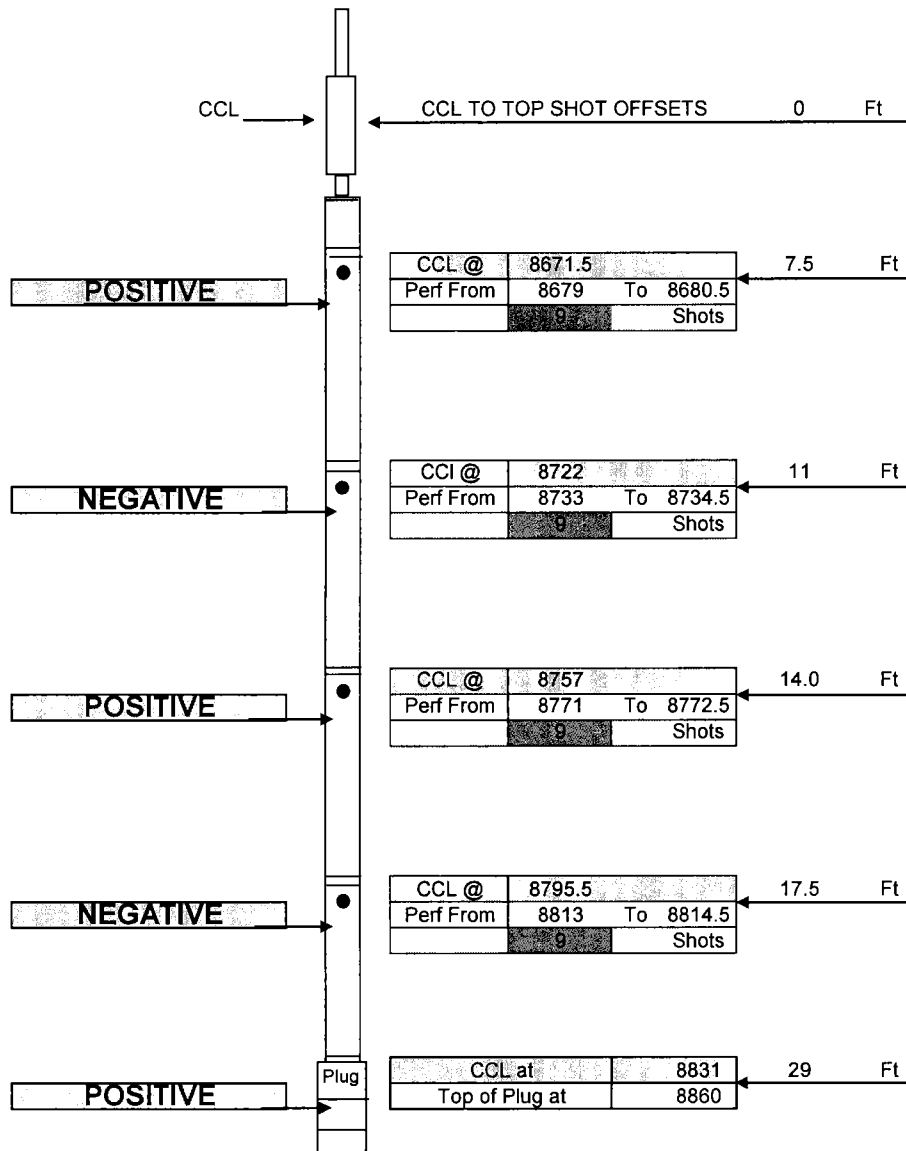 CCL CCL TO TOP SHOT OFFSETS 0 Ft
CCL @ 8671.5 7.5 Ft
POSITIVE Perf From 8679 To 8680.5
9 Shots
CCl @ 8722 11 Ft
NEGATIVE Perf From 8733 To 8734.5
9 Shots
CCL @ 8757 14.0 Ft
POSITIVE Perf From 8771 To 8772.5
9 Shots
CCL @ 8795.5 17.5 Ft
NEGATIVE Perf From 8813 To 8814.5
9 Shots
Plug CCL at 8831 29 Ft
POSITIVE Top of Plug at 8860